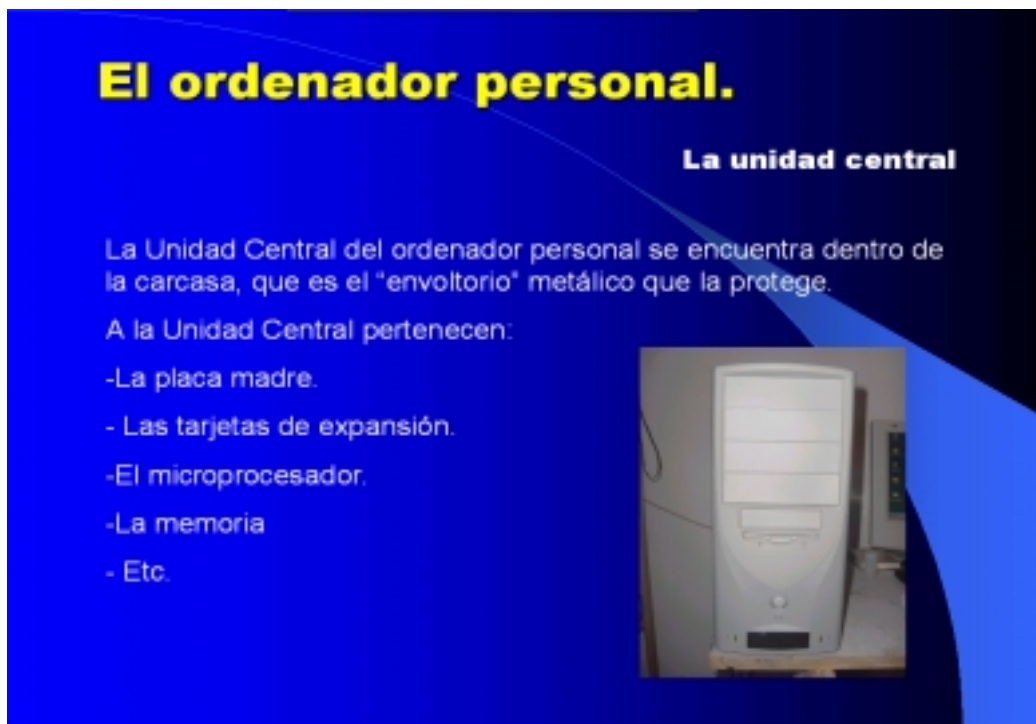 El ordenador personal.
La unidad central
La Unidad Central del ordenador personal se encuentra dentro de
la carcasa, que es el “envoltorio” metálico que la protege.
A la Unidad Central pertenecen:
-La placa madre.
- Las tarjetas de expansión.
-El microprocesador.
-La memoria
- Etc.